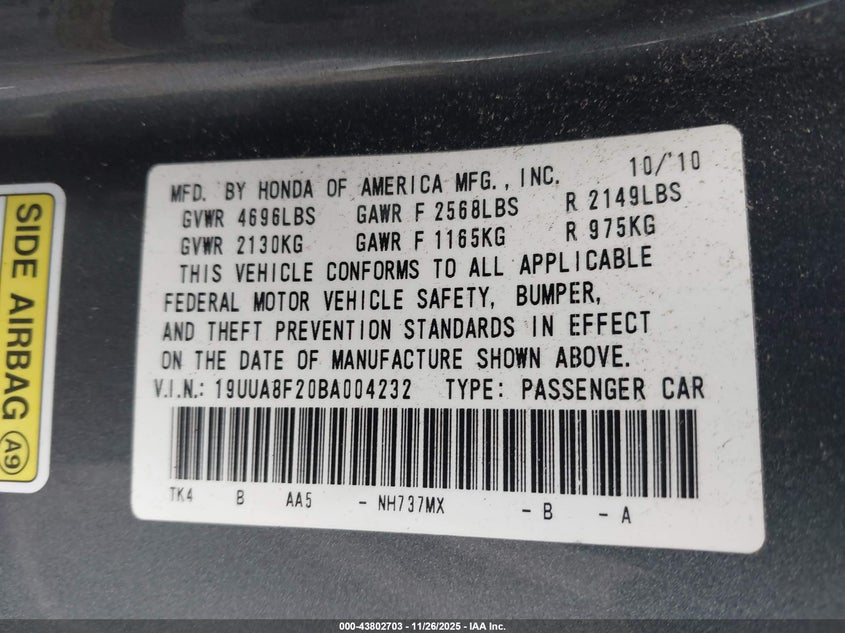 MFD. BY HONDA OF AMERICA MFG., INC. 10/'10
GVWR 4696LBS GAWR F 2568LBS R 2149LBS
GVWR 2130KG GAWR F 1165KG R 975KG
THIS VEHICLE CONFORMS TO ALL APPLICABLE
FEDERAL MOTOR VEHICLE SAFETY, BUMPER,
AND THEFT PREVENTION STANDARDS IN EFFECT
ON THE DATE OF MANUFACTURE SHOWN ABOVE.
V.I.N.: 19UUA8F20BA004232 TYPE: PASSENGER CAR
TK4 B AA5 - NH737MX - B - A
SIDE AIRBAG A9
000-43802703 - 11/26/2025 - IAA Inc.